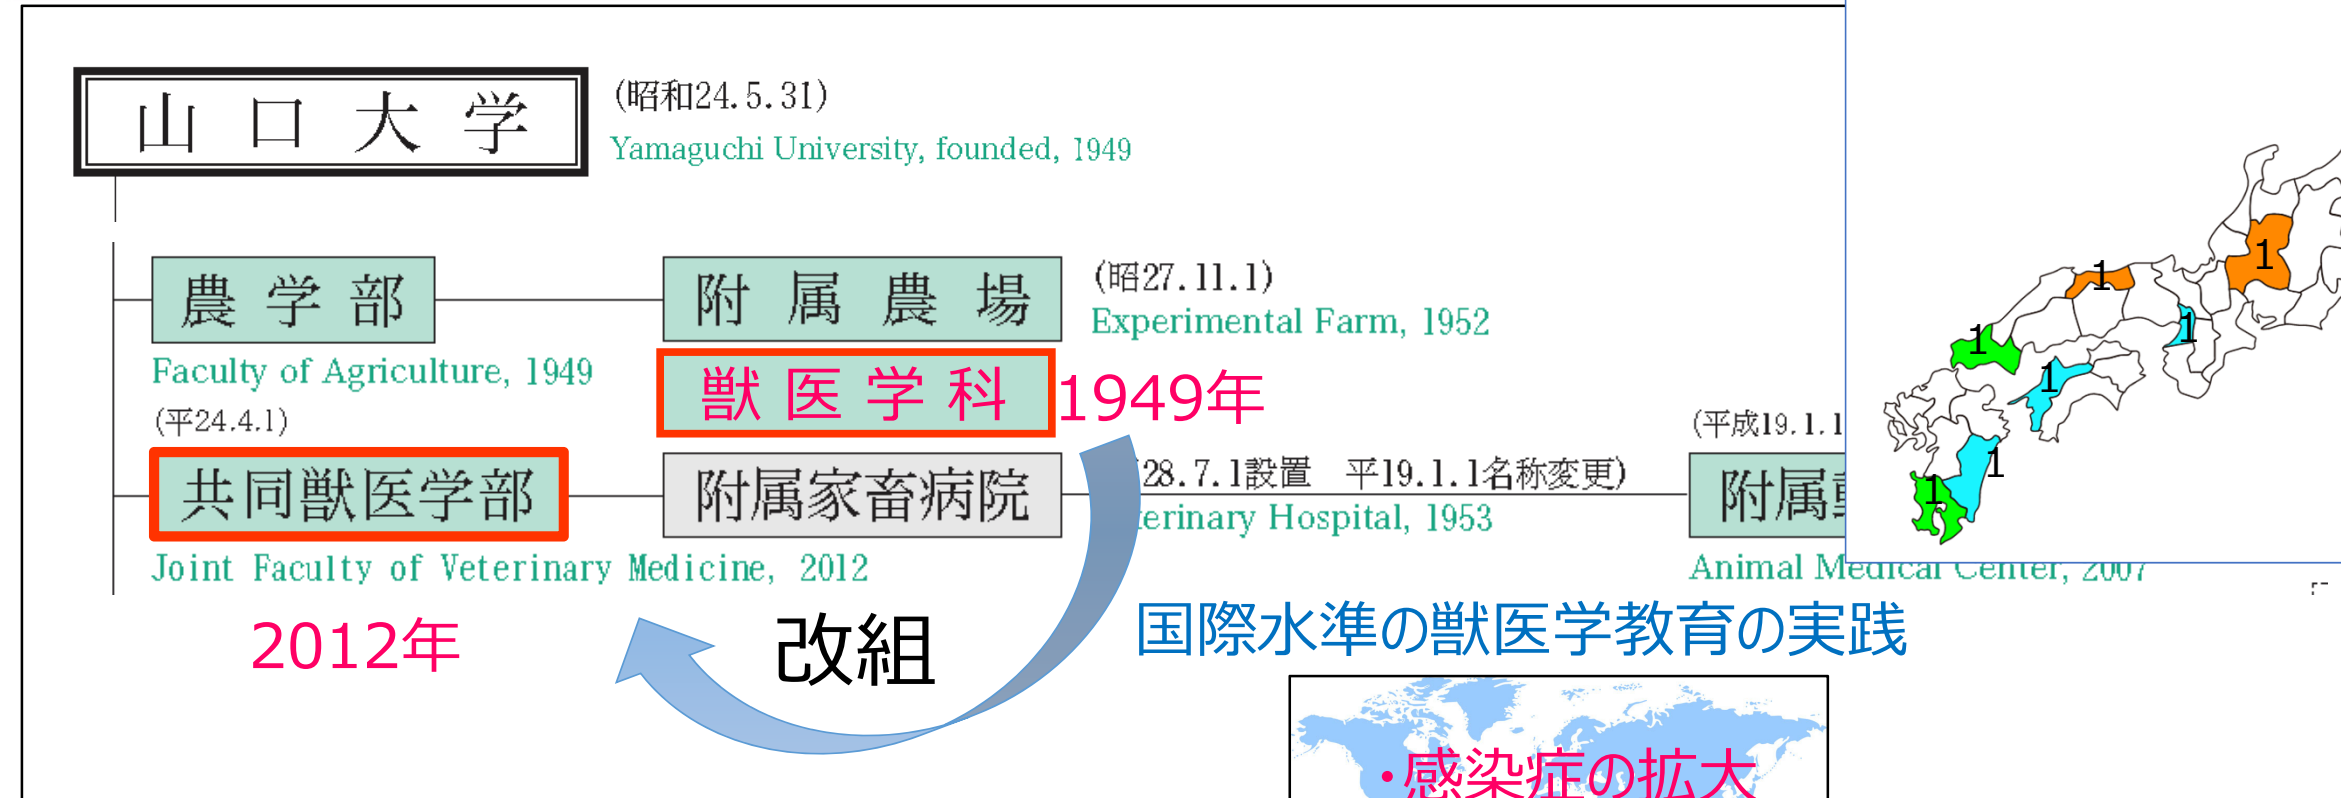 山口大学
(昭和24.5.31)
Yamaguchi University, founded, 1949
農学部
附属農場
(昭27.11.1)
Experimental Farm, 1952
Faculty of Agriculture, 1949
獣医学科
1949年
(平24.4.1)
共同獣医学部
附属家畜病院
28.7.1設置 平19.1.1名称変更)
erinary Hospital, 1953
(平成19.1.1
附属
Joint Faculty of Veterinary Medicine, 2012
Animal Medical Center, 2007
2012年
改組
国際水準の獣医学教育の実践
・感染症の拡大
1
1
1
1
1
1
1